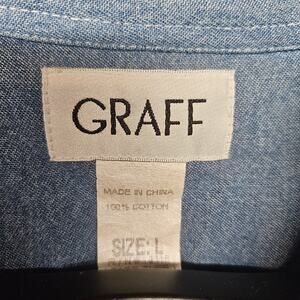 GRAFF
MADE IN CHINA
100% COTTON
SIZE: L